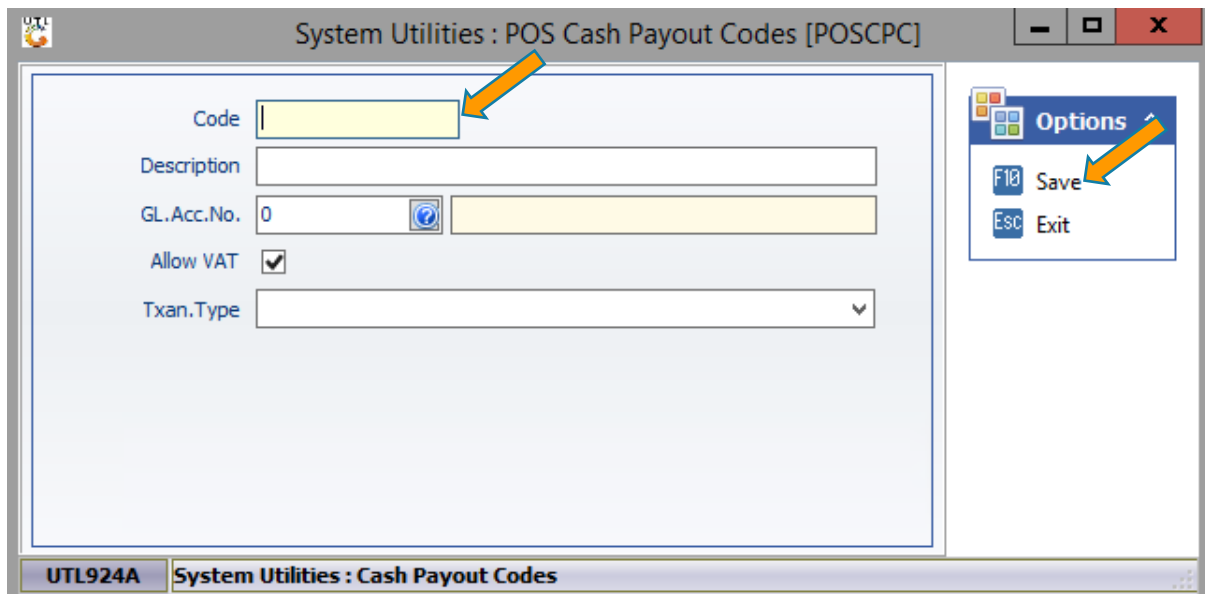 UTL
System Utilities : POS Cash Payout Codes [POSCPC]
X
Code
Options
Description
F10 Save
GL.Acc.No. 0
Esc Exit
Allow VAT
Txan.Type
UTL924A System Utilities : Cash Payout Codes